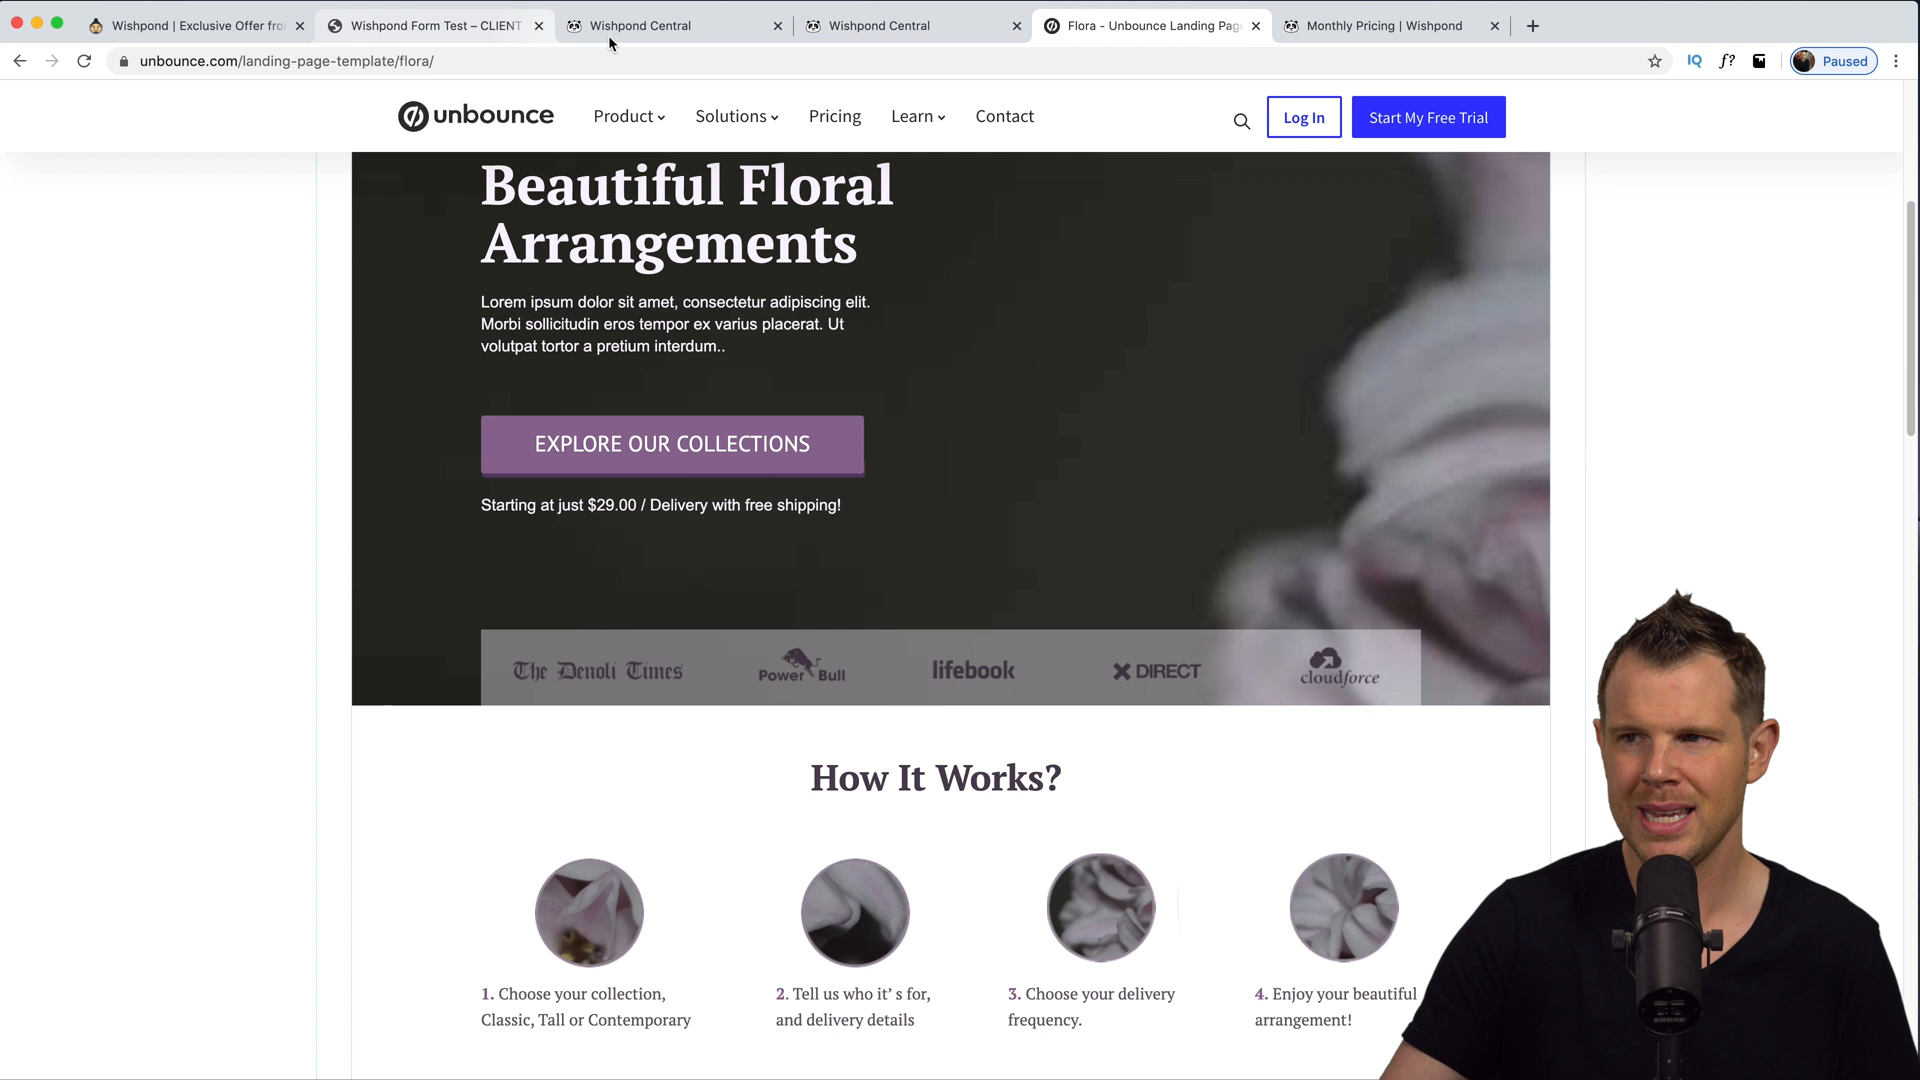 Wishpond | Exclusive Offer fro
Wishpond Form Test – CLIENT
Wishpond Central
Wishpond Central
Flora - Unbounce Landing Page
Monthly Pricing | Wishpond
unbounce.com/landing-page-template/flora/
IQ
f?
Paused
unbounce
Product
Solutions
Pricing
Learn
Contact
Log In
Start My Free Trial
Beautiful Floral
Arrangements
Lorem ipsum dolor sit amet, consectetur adipiscing elit.
Morbi sollicitudin eros tempor ex varius placerat. Ut
volutpat tortor a pretium interdum..
EXPLORE OUR COLLECTIONS
Starting at just $29.00 / Delivery with free shipping!
The Denoli Times
Power Bull
lifebook
X DIRECT
cloudforce
How It Works?
1. Choose your collection,
Classic, Tall or Contemporary
2. Tell us who it' s for,
and delivery details
3. Choose your delivery
frequency.
4. Enjoy your beautiful
arrangement!